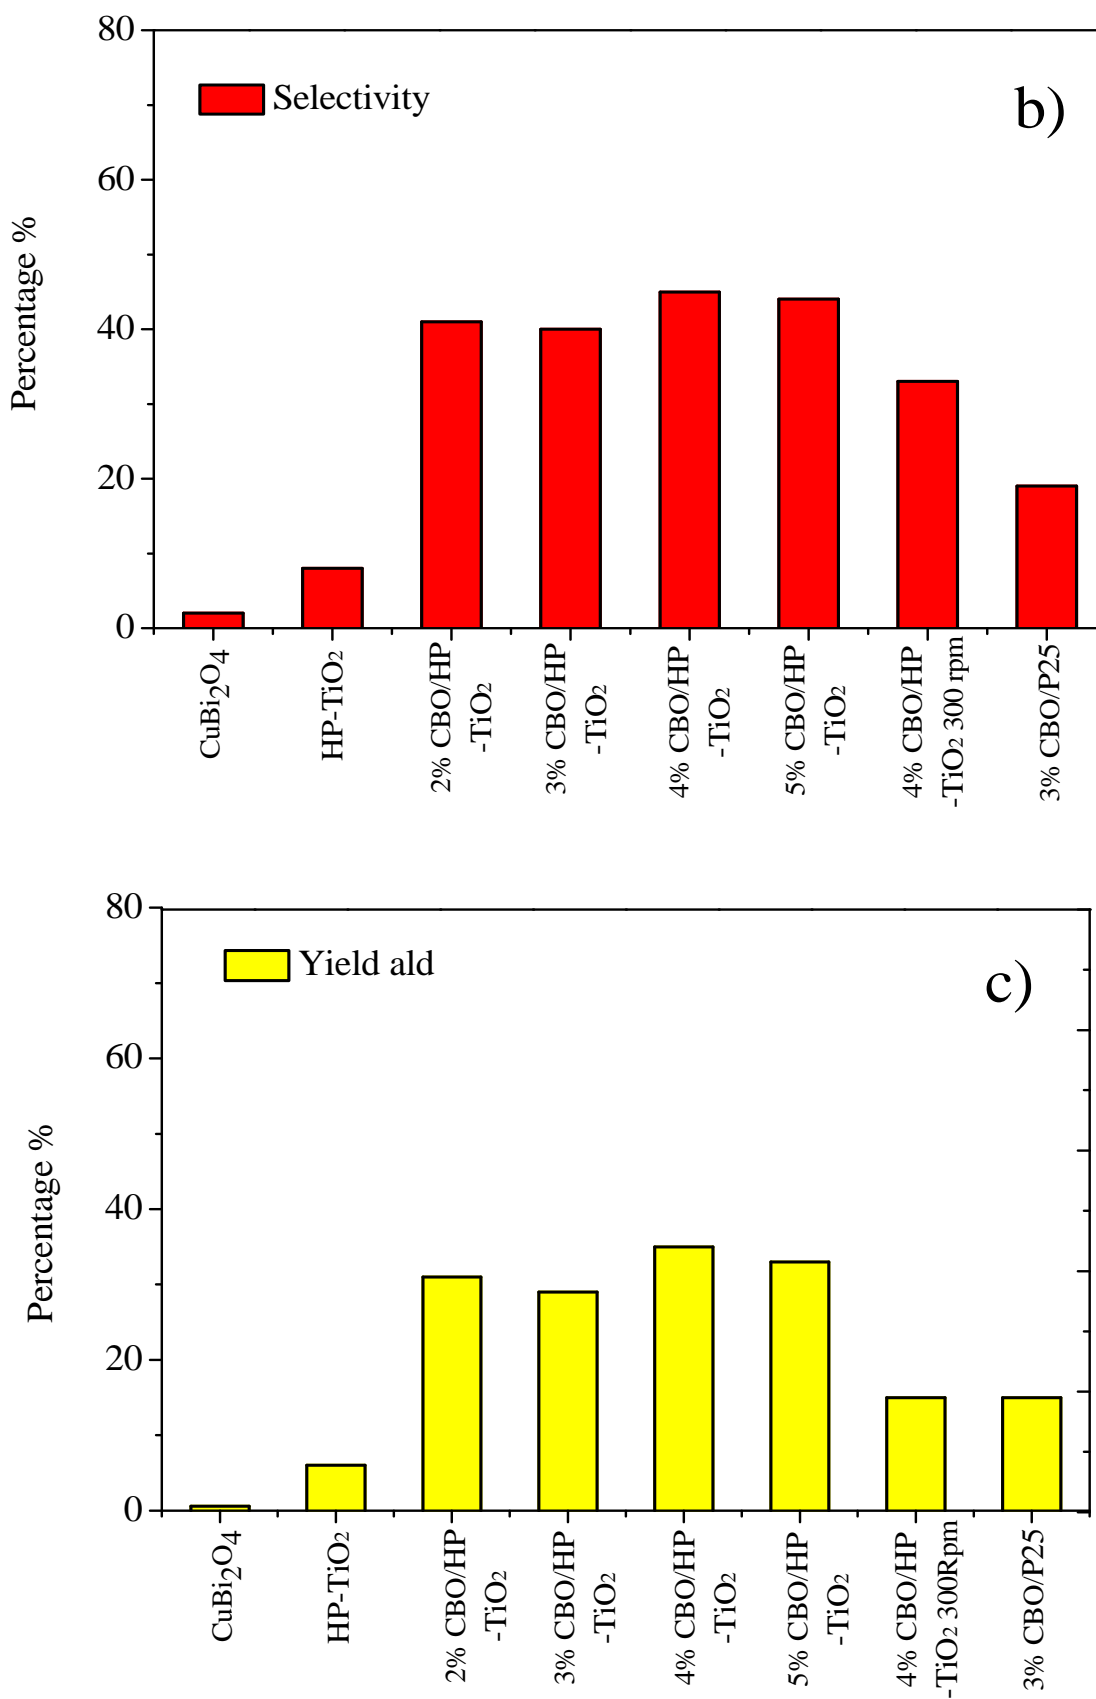 80
Selectivity
b)
60
Percentage %
40
20
0
CuBi₂O₄
HP-TiO₂
2% CBO/HP
-TiO₂
3% CBO/HP
-TiO₂
4% CBO/HP
-TiO₂
5% CBO/HP
-TiO₂
4% CBO/HP
-TiO₂ 300 rpm
3% CBO/P25
80
Yield ald
c)
60
Percentage %
40
20
0
CuBi₂O₄
HP-TiO₂
2% CBO/HP
-TiO₂
3% CBO/HP
-TiO₂
4% CBO/HP
-TiO₂
5% CBO/HP
-TiO₂
4% CBO/HP
-TiO₂ 300Rpm
3% CBO/P25